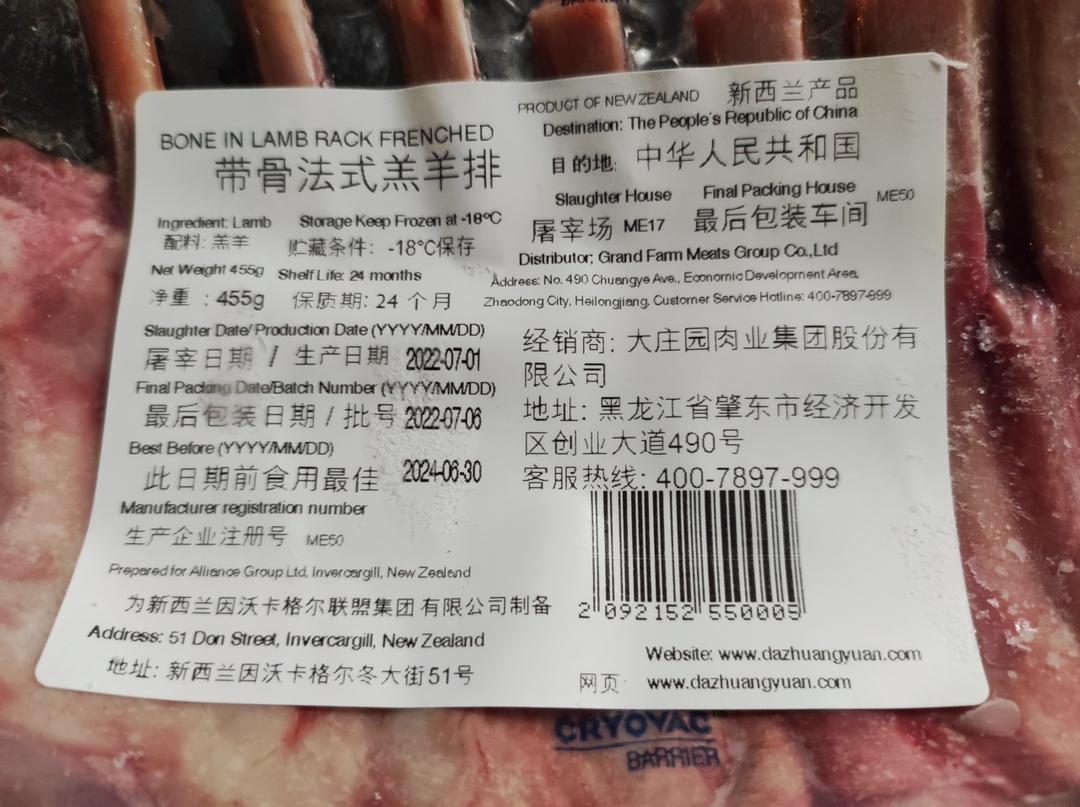 BONE IN LAMB RACK FRENCHED
带骨法式羔羊排
Ingredient: Lamb Storage Keep Frozen at -18°C
配料: 羔羊 贮藏条件: -18°C保存
Net Weight 455g Shelf Life: 24 months
净重 : 455g 保质期: 24 个月
Slaughter Date/ Production Date (YYYY/MM/DD)
屠宰日期 / 生产日期 2022-07-01
Final Packing Date/Batch Number (YYYY/MM/DD)
最后包装日期 / 批号 2022-07-06
Best Before (YYYY/MM/DD)
此日期前食用最佳 2024-06-30
Manufacturer registration number
生产企业注册号 ME50
Prepared for Alliance Group Ltd, Invercargill, New Zealand
为新西兰因沃卡格尔联盟集团有限公司制备
Address: 51 Don Street, Invercargill, New Zealand
地址: 新西兰因沃卡格尔冬大街51号
PRODUCT OF NEW ZEALAND 新西兰产品
Destination: The People's Republic of China
目的地: 中华人民共和国
Slaughter House Final Packing House ME50
屠宰场 ME17 最后包装车间
Distributor; Grand Farm Meats Group Co.,Ltd
Address: No. 490 Chuangye Ave., Economic Development Area,
Zhaodong City, Heilongjiang. Customer Service Hotline: 400-7897-999
经销商: 大庄园肉业集团股份有
限公司
地址: 黑龙江省肇东市经济开发
区创业大道490号
客服热线: 400-7897-999
2 092152 550005
Website: www.dazhuangyuan.com
网页: www.dazhuangyuan.com
CRYOVAC
BARRIER